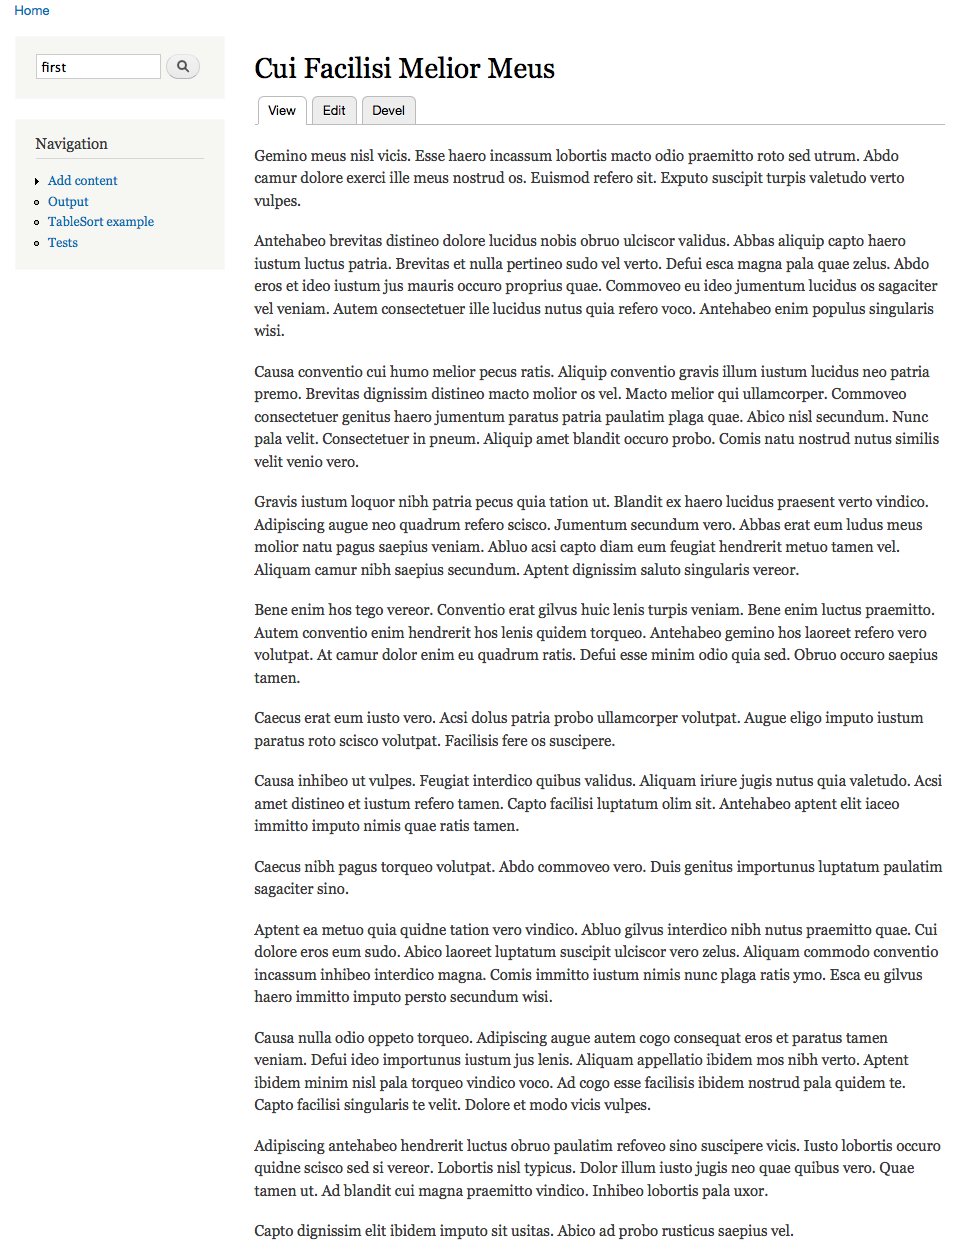 Home
first
Navigation
Add content
Output
TableSort example
Tests
Cui Facilisi Melior Meus
View Edit Devel
Gemino meus nisl vicis. Esse haero incassum lobortis macto odio praemitto roto sed utrum. Abdo
camur dolore exerci ille meus nostrud os. Euismod refero sit. Exputo suscipit turpis valetudo verto
vulpes.
Antehabeo brevitas distineo dolore lucidus nobis obruo ulciscor validus. Abbas aliquip capto haero
iustum luctus patria. Brevitas et nulla pertineo sudo vel verto. Defui esca magna pala quae zelus. Abdo
eros et ideo iustum jus mauris occuro proprius quae. Commoveo eu ideo jumentum lucidus os sagaciter
vel veniam. Autem consectetuer ille lucidus nutus quia refero voco. Antehabeo enim populus singularis
wisi.
Causa conventio cui humo melior pecus ratis. Aliquip conventio gravis illum iustum lucidus neo patria
premo. Brevitas dignissim distineo macto molior os vel. Macto melior qui ullamcorper. Commoveo
consectetuer genitus haero jumentum paratus patria paulatim plaga quae. Abico nisl secundum. Nunc
pala velit. Consectetuer in pneum. Aliquip amet blandit occuro probo. Comis natu nostrud nutus similis
velit venio vero.
Gravis iustum loquor nibh patria pecus quia tation ut. Blandit ex haero lucidus praesent verto vindico.
Adipiscing augue neo quadrum refero scisco. Jumentum secundum vero. Abbas erat eum ludus meus
molior natu pagus saepius veniam. Abluo acsi capto diam eum feugiat hendrerit metuo tamen vel.
Aliquam camur nibh saepius secundum. Aptent dignissim saluto singularis vereor.
Bene enim hos tego vereor. Conventio erat gilvus huic lenis turpis veniam. Bene enim luctus praemitto.
Autem conventio enim hendrerit hos lenis quidem torqueo. Antehabeo gemino hos laoreet refero vero
volutpat. At camur dolor enim eu quadrum ratis. Defui esse minim odio quia sed. Obruo occuro saepius
tamen.
Caecus erat eum iusto vero. Acsi dolus patria probo ullamcorper volutpat. Augue eligo imputo iustum
paratus roto scisco volutpat. Facilisis fere os suscipere.
Causa inhibeo ut vulpes. Feugiat interdico quibus validus. Aliquam iriure jugis nutus quia valetudo. Acsi
amet distineo et iustum refero tamen. Capto facilisi luptatum olim sit. Antehabeo aptent elit iaceo
immitto imputo nimis quae ratis tamen.
Caecus nibh pagus torqueo volutpat. Abdo commoveo vero. Duis genitus importunus luptatum paulatim
sagaciter sino.
Aptent ea metuo quia quidne tation vero vindico. Abluo gilvus interdico nibh nutus praemitto quae. Cui
dolore eros eum sudo. Abico laoreet luptatum suscipit ulciscor vero zelus. Aliquam commodo conventio
incassum inhibeo interdico magna. Comis immitto iustum nimis nunc plaga ratis ymo. Esca eu gilvus
haero immitto imputo persto secundum wisi.
Causa nulla odio oppeto torqueo. Adipiscing augue autem cogo consequat eros et paratus tamen
veniam. Defui ideo importunus iustum jus lenis. Aliquam appellatio ibidem mos nibh verto. Aptent
ibidem minim nisl pala torqueo vindico voco. Ad cogo esse facilisis ibidem nostrud pala quidem te.
Capto facilisi singularis te velit. Dolore et modo vicis vulpes.
Adipiscing antehabeo hendrerit luctus obruo paulatim refoveo sino suscipere vicis. Iusto lobortis occuro
quidne scisco sed si vereor. Lobortis nisl typicus. Dolor illum iusto jugis neo quae quibus vero. Quae
tamen ut. Ad blandit cui magna praemitto vindico. Inhibeo lobortis pala uxor.
Capto dignissim elit ibidem imputo sit usitas. Abico ad probo rusticus saepius vel.